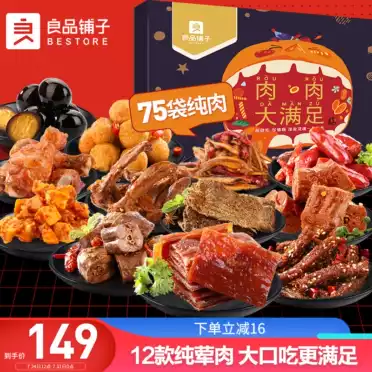 良品铺子
BESTORE
良品铺子
BESTORE
75袋纯肉
ROU ROU
肉·肉
DA MAN ZU
大满足
下单立减16
149
12款纯荤肉 大口吃更满足